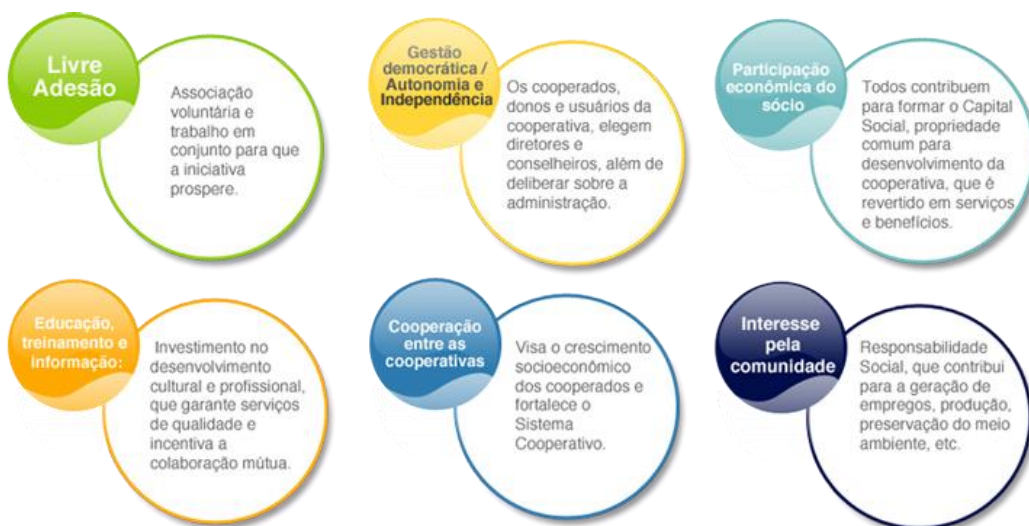 Livre
Adesão
Associação
voluntária e
trabalho em
conjunto para que
a iniciativa
prospere.
Gestão
democrática /
Autonomia e
Independência
Os cooperados,
donos e usuários da
cooperativa, elegem
diretores e
conselheiros, além de
deliberar sobre a
administração.
Participação
econômica do
sócio
Todos contribuem
para formar o Capital
Social, propriedade
comum para
desenvolvimento da
cooperativa, que é
revertido em serviços
e benefícios.
Educação,
treinamento e
informação:
Investimento no
desenvolvimento
cultural e profissional,
que garante serviços
de qualidade e
incentiva a
colaboração mútua.
Cooperação
entre as
cooperativas
Visa o crescimento
socioeconômico
dos cooperados e
fortalece o
Sistema
Cooperativo.
Interesse
pela
comunidade
Responsabilidade
Social, que contribui
para a geração de
empregos, produção,
preservação do meio
ambiente, etc.